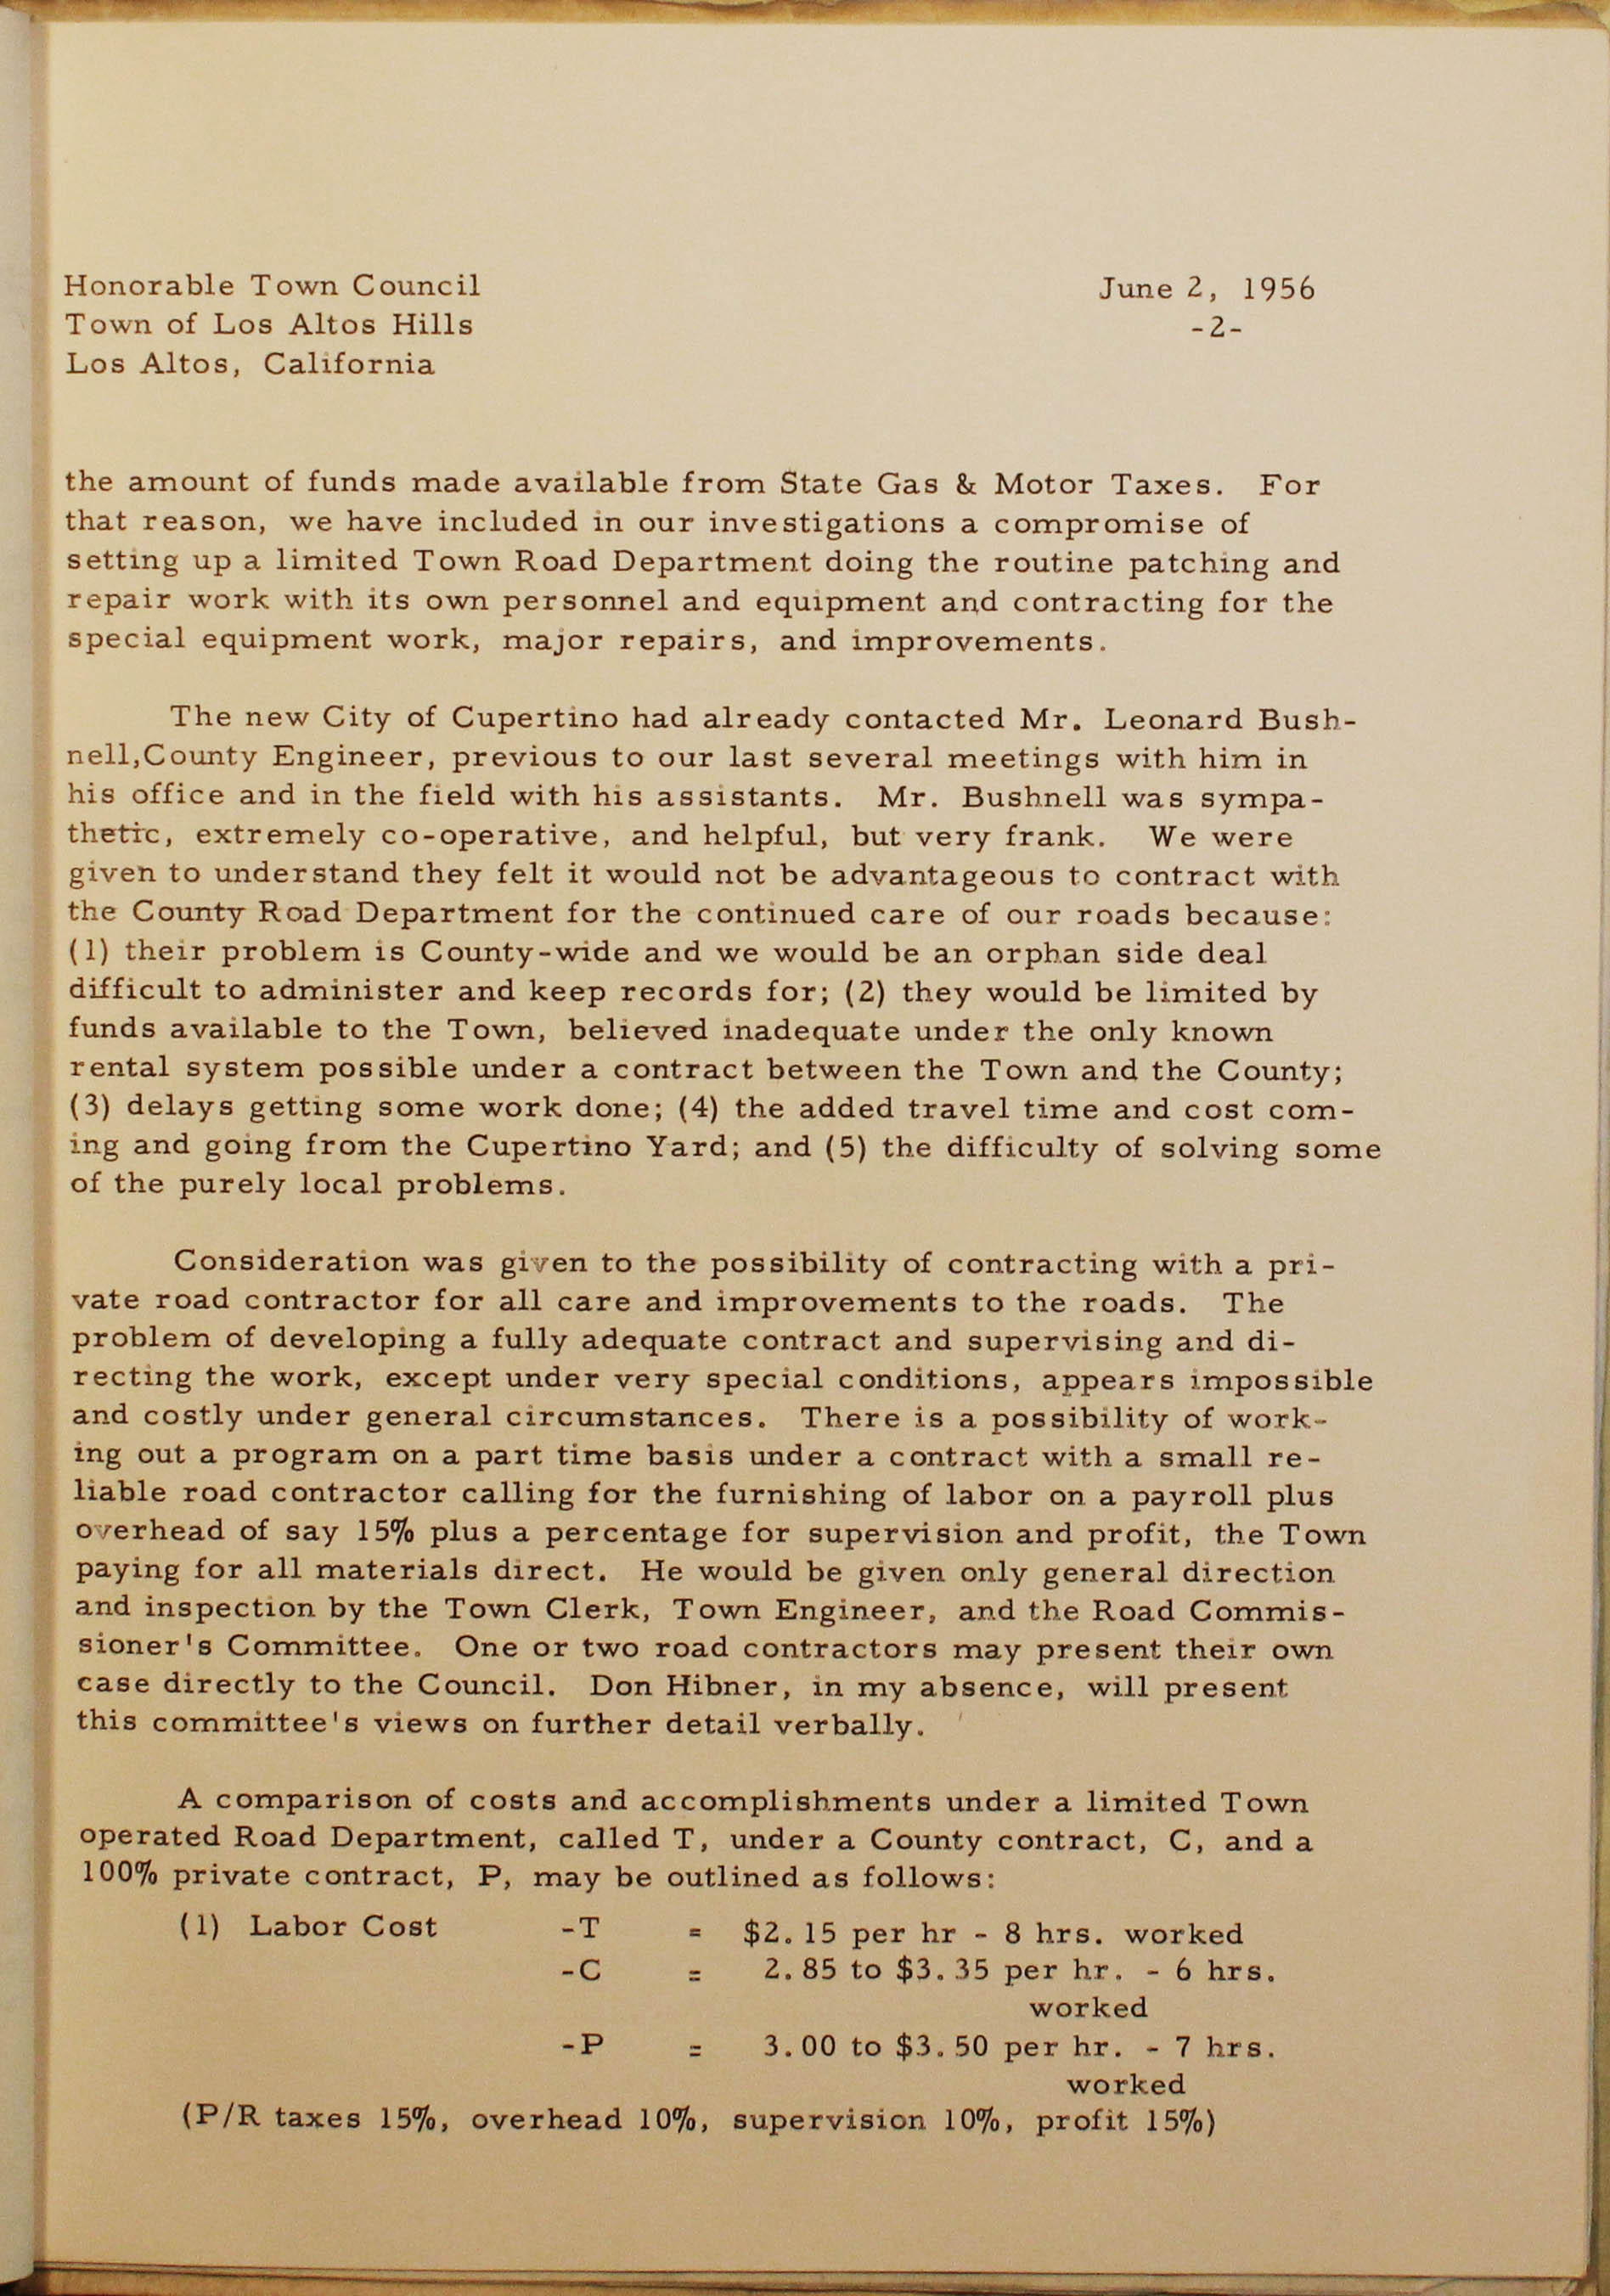 Honorable Town Council June 2, 1956
Town of Los Altos Hills -2-
Los Altos, California
the amount of funds made available from State Gas & Motor Taxes. For
that reason, we have included in our investigations a compromise of
setting up a limited Town Road Department doing the routine patching and
repair work with its own personnel and equipment and contracting for the
special equipment work, major repairs, and improvements.
The new City of Cupertino had already contacted Mr. Leonard Bush-
nell,County Engineer, previous to our last several meetings with him in
his office and in the field with his assistants. Mr. Bushnell was sympa-
thetic, extremely co-operative, and helpful, but very frank. We were
given to understand they felt it would not be advantageous to contract with
the County Road Department for the continued care of our roads because:
(1) their problem is County-wide and we would be an orphan side deal
difficult to administer and keep records for; (2) they would be limited by
funds available to the Town, believed inadequate under the only known
rental system possible under a contract between the Town and the County;
(3) delays getting some work done; (4) the added travel time and cost com-
ing and going from the Cupertino Yard; and (5) the difficulty of solving some
of the purely local problems.
Consideration was given to the possibility of contracting with a pri-
vate road contractor for all care and improvements to the roads. The
problem of developing a fully adequate contract and supervising and di-
recting the work, except under very special conditions, appears impossible
and costly under general circumstances. There is a possibility of work-
ing out a program on a part time basis under a contract with a small re-
liable road contractor calling for the furnishing of labor on a payroll plus
overhead of say 15% plus a percentage for supervision and profit, the Town
paying for all materials direct. He would be given only general direction
and inspection by the Town Clerk, Town Engineer, and the Road Commis-
sioner's Committee. One or two road contractors may present their own
case directly to the Council. Don Hibner, in my absence, will present
this committee's views on further detail verbally.
A comparison of costs and accomplishments under a limited Town
operated Road Department, called T, under a County contract, C, and a
100% private contract, P, may be outlined as follows:
(1) Labor Cost -T = $2.15 per hr - 8 hrs. worked
-C = 2.85 to $3.35 per hr. - 6 hrs.
worked
-P = 3.00 to $3.50 per hr. - 7 hrs.
worked
(P/R taxes 15%, overhead 10%, supervision 10%, profit 15%)